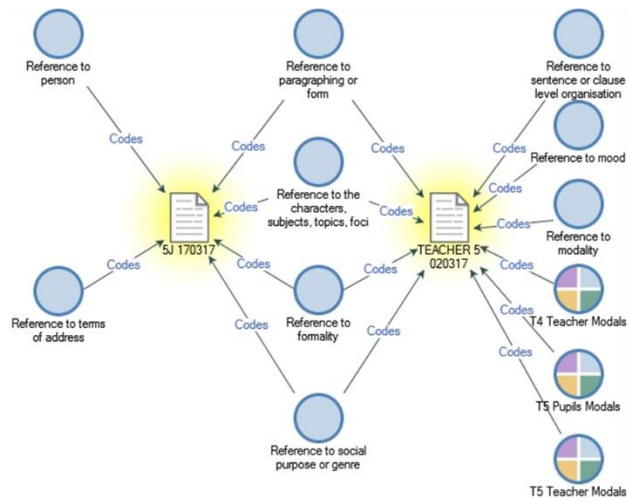 Reference to
person
Reference to
paragraphing or
form
Reference to
sentence or clause
level organisation
Codes
Codes
Codes
Codes
Reference to mood
Codes
Reference to the
characters,
subjects, topics, foci
Codes
Codes
Codes
Reference to
modality
5J 170317
TEACHER 5
020317
Codes
Codes
Codes
Codes
Reference to terms
of address
Reference to
formality
T4 Teacher Modals
Codes
Codes
Codes
Codes
T5 Pupils Modals
Reference to social
purpose or genre
T5 Teacher Modals